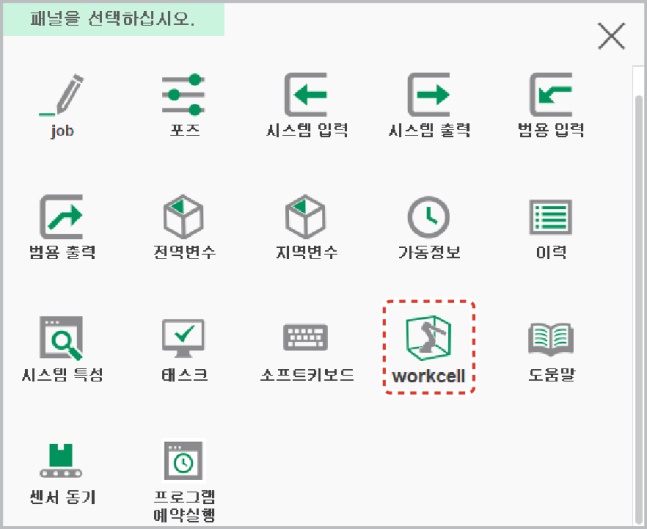 패널을 선택하십시오.
job
포즈
시스템 입력
시스템 출력
범용 입력
범용 출력
전역변수
지역변수
가동정보
이력
시스템 특성
태스크
소프트키보드
workcell
도움말
센서 동기
프로그램
예약실행